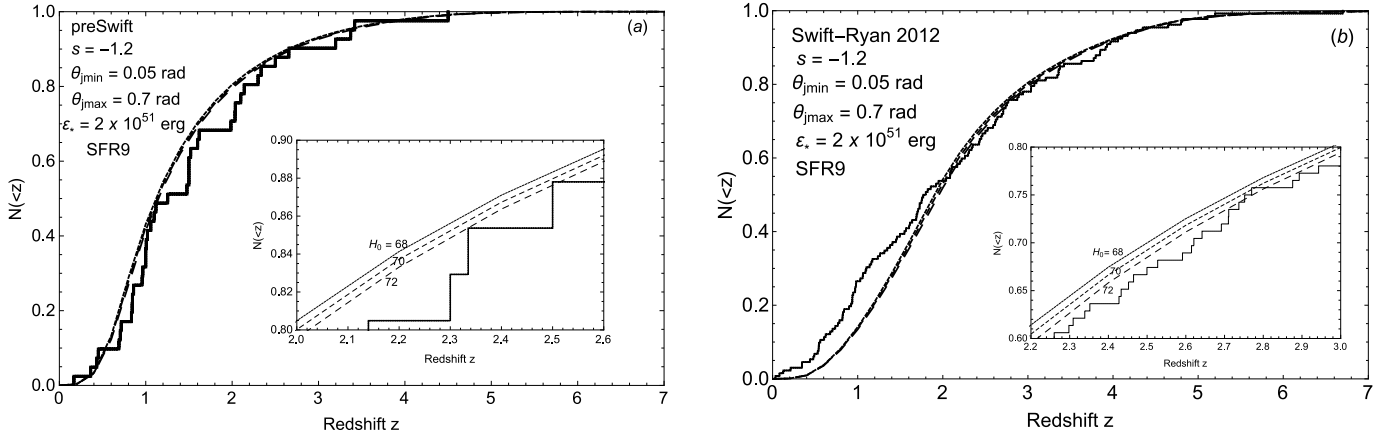 (a)
preSwift
s = −1.2
θjmin = 0.05 rad
θjmax = 0.7 rad
ε* = 2 x 10^51 erg
SFR9
N(<z)
1.0
0.8
0.6
0.4
0.2
0.0
0 1 2 3 4 5 6 7
Redshift z
N(<z)
0.90
0.88
0.86
0.84
0.82
0.80
H0 = 68
70
72
2.0 2.1 2.2 2.3 2.4 2.5 2.6
Redshift z
(b)
Swift–Ryan 2012
s = −1.2
θjmin = 0.05 rad
θjmax = 0.7 rad
ε* = 2 x 10^51 erg
SFR9
N(<z)
1.0
0.8
0.6
0.4
0.2
0.0
0 1 2 3 4 5 6 7
Redshift z
N(<z)
0.80
0.75
0.70
0.65
0.60
H0= 68
70
72
2.2 2.3 2.4 2.5 2.6 2.7 2.8 2.9 3.0
Redshift z